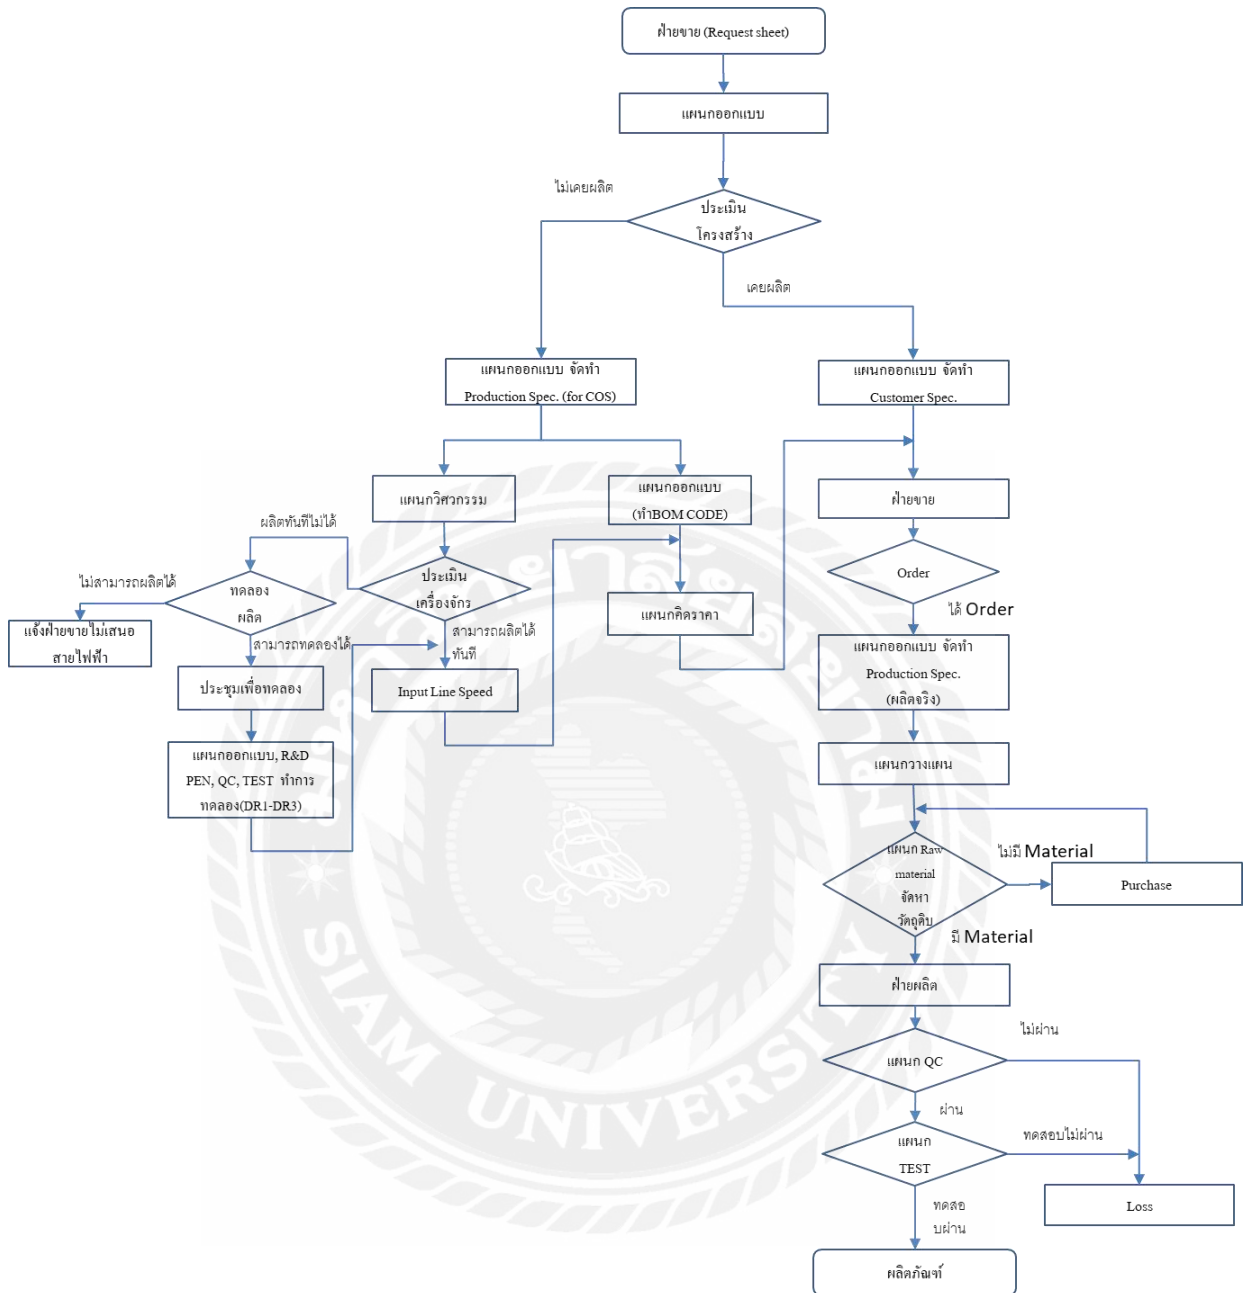 ฝ่ายขาย (Request sheet)
แผนกออกแบบ
ไม่เคยผลิต
ประเมิน
โครงสร้าง
เคยผลิต
แผนกออกแบบ จัดทำ
Production Spec. (for COS)
แผนกออกแบบ จัดทำ
Customer Spec.
แผนกวิศวกรรม
แผนกออกแบบ
(ทำBOM CODE)
ฝ่ายขาย
ผลิตทันทีไม่ได้
ประเมิน
เครื่องจักร
Order
ไม่สามารถผลิตได้
ทดลอง
ผลิต
แผนกคิดราคา
ได้ Order
แจ้งฝ่ายขายไม่เสนอ
สายไฟฟ้า
สามารถทดลองได้
สามารถผลิตได้
ทันที
แผนกออกแบบ จัดทำ
Production Spec.
(ผลิตจริง)
ประชุมเพื่อทดลอง
Input Line Speed
แผนกออกแบบ, R&D
PEN, QC, TEST ทำการ
ทดลอง(DR1-DR3)
แผนกวางแผน
แผนก Raw
material
จัดหา
วัตถุดิบ
ไม่มี Material
Purchase
มี Material
ฝ่ายผลิต
ไม่ผ่าน
แผนก QC
ผ่าน
แผนก
TEST
ทดสอบไม่ผ่าน
Loss
ทดสอ
บผ่าน
ผลิตภัณฑ์
มหาวิทยาลัยสยาม
SIAM UNIVERSITY